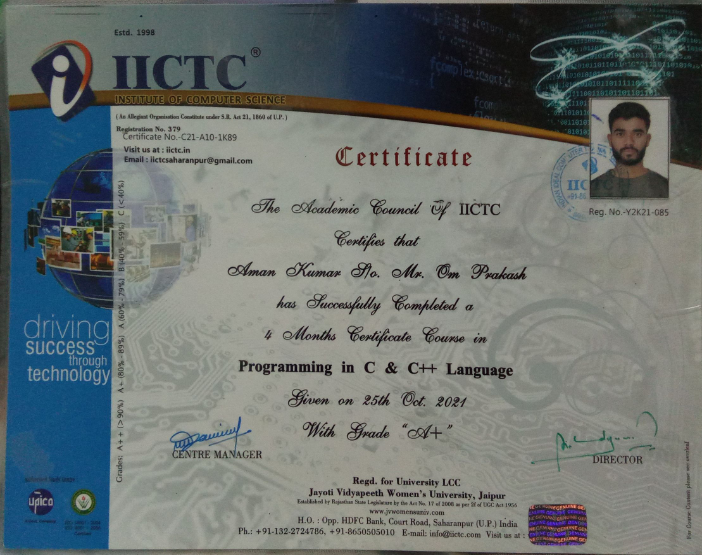 Estd. 1998
IICTC®
INSTITUTE OF COMPUTER SCIENCE
(An Allegiant Organization Constitute under S.R. Act 21, 1860 of U.P.)
Registration No. 379
Certificate No.-C21-A10-1K89
Visit us at : iictc.in
Email : iictcsaharanpur@gmail.com
Reg. No.-Y2K21-085
Certificate
The Academic Council Of IICTC
Certifies that
Aman Kumar S/o. Mr. Om Prakash
has Successfully Completed a
4 Months Certificate Course in
Programming in C & C++ Language
Given on 25th Oct. 2021
With Grade "A+"
driving
success
through
technology
Grades: A++ (>90%) A+ (80% - 89%) A (60% - 79%) B (40% - 59%) C (<40%)
CENTRE MANAGER
DIRECTOR
Regd. for University LCC
Jayoti Vidyapeeth Women's University, Jaipur
Established by Rajasthan State Legislature by the Act No. 17 of 2008 as per 2f of UGC Act 1956
www.jvwomensuniv.com
H.O. : Opp. HDFC Bank, Court Road, Saharanpur (U.P.) India
Ph.: +91-132-2724786, +91-8650505010 E-mail: info@iictc.com Visit us at :
uptco